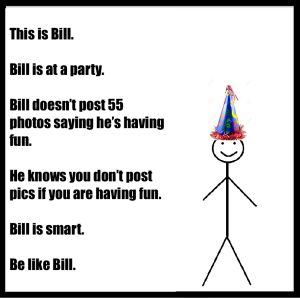 This is Bill.
Bill is at a party.
Bill doesn't post 55
photos saying he's having
fun.
He knows you don't post
pics if you are having fun.
Bill is smart.
Be like Bill.